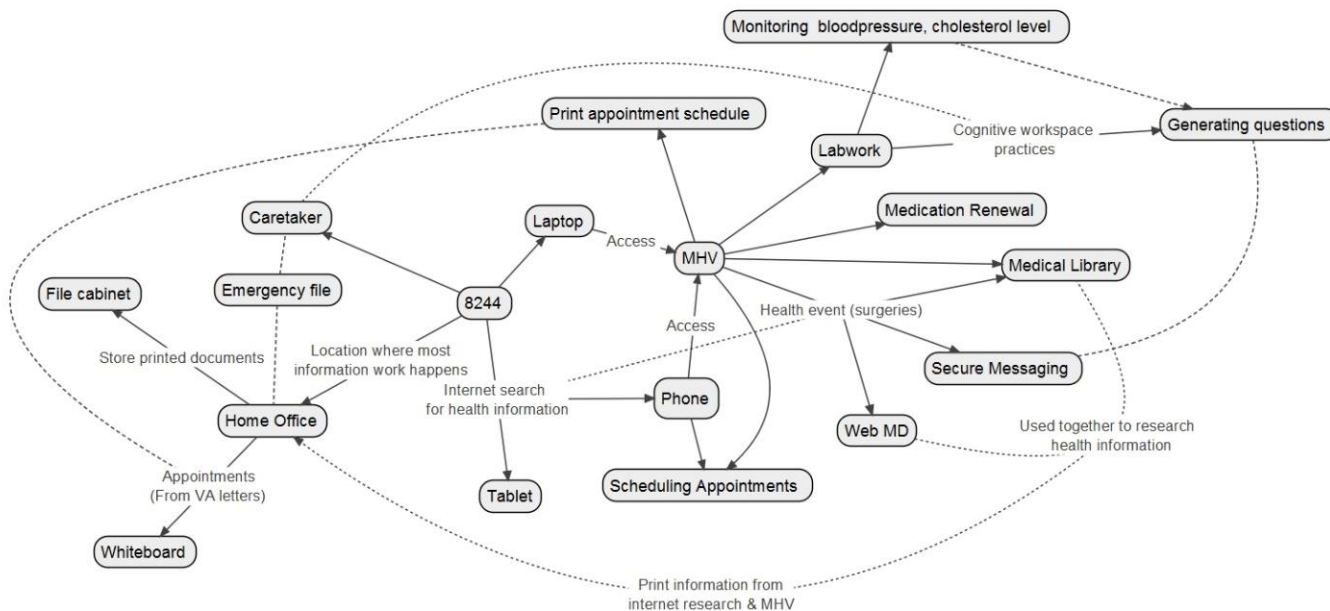 Monitoring bloodpressure, cholesterol level
Print appointment schedule
Generating questions
Cognitive workspace
practices
Labwork
Caretaker
Laptop
Medication Renewal
Access
MHV
Medical Library
File cabinet
Emergency file
8244
Health event (surgeries)
Access
Store printed documents
Location where most
information work happens
Secure Messaging
Internet search
for health information
Phone
Home Office
Web MD
Used together to research
health information
Appointments
(From VA letters)
Tablet
Scheduling Appointments
Whiteboard
Print information from
internet research & MHV